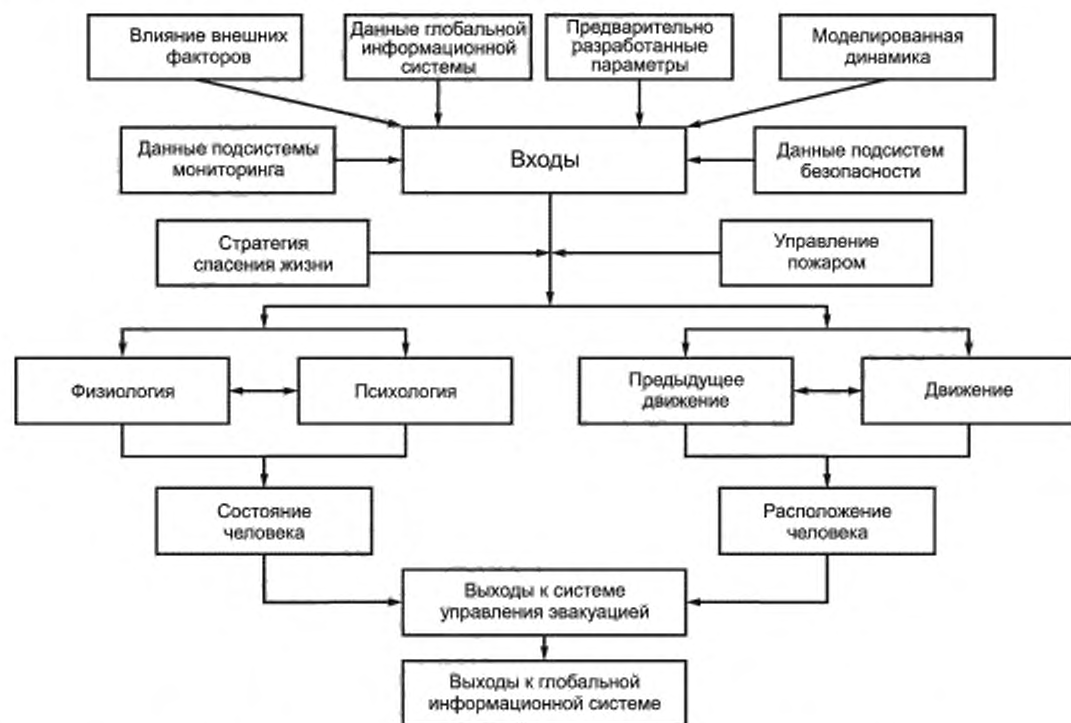 Влияние внешних
факторов
Данные глобальной
информационной
системы
Предварительно
разработанные
параметры
Моделированная
динамика
Данные подсистемы
мониторинга
Входы
Данные подсистем
безопасности
Стратегия
спасения жизни
Управление
пожаром
Физиология
Психология
Предыдущее
движение
Движение
Состояние
человека
Расположение
человека
Выходы к системе
управления эвакуацией
Выходы к глобальной
информационной системе